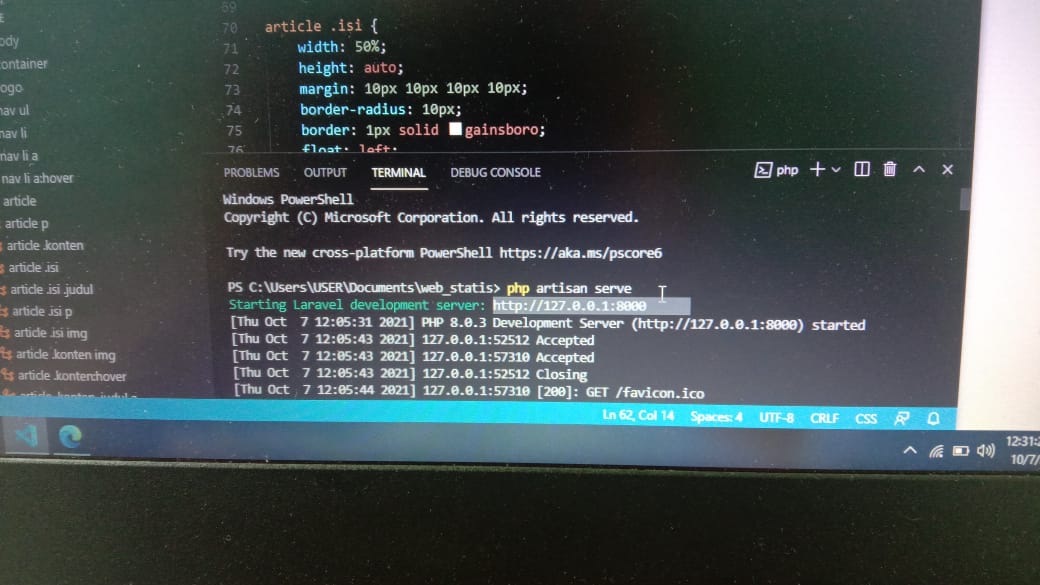 69
70 article .isi {
71 width: 50%;
72 height: auto;
73 margin: 10px 10px 10px 10px;
74 border-radius: 10px;
75 border: 1px solid gainsboro;
76 float: left;
ody
ontainer
ogo
nav ul
nav li
nav li a
nav li a:hover
article
article p
article .konten
article .isi
article .isi .judul
article .isi p
article .isi img
article .konten img
article .konten:hover
PROBLEMS OUTPUT TERMINAL DEBUG CONSOLE php
Windows PowerShell
Copyright (C) Microsoft Corporation. All rights reserved.
Try the new cross-platform PowerShell https://aka.ms/pscore6
PS C:\Users\USER\Documents\web_statis> php artisan serve
Starting Laravel development server: http://127.0.0.1:8000
[Thu Oct  7 12:05:31 2021] PHP 8.0.3 Development Server (http://127.0.0.1:8000) started
[Thu Oct  7 12:05:43 2021] 127.0.0.1:52512 Accepted
[Thu Oct  7 12:05:43 2021] 127.0.0.1:57310 Accepted
[Thu Oct  7 12:05:43 2021] 127.0.0.1:52512 Closing
[Thu Oct  7 12:05:44 2021] 127.0.0.1:57310 [200]: GET /favicon.ico
Ln 62, Col 14 Spaces: 4 UTF-8 CRLF CSS
12:31:2
10/7/